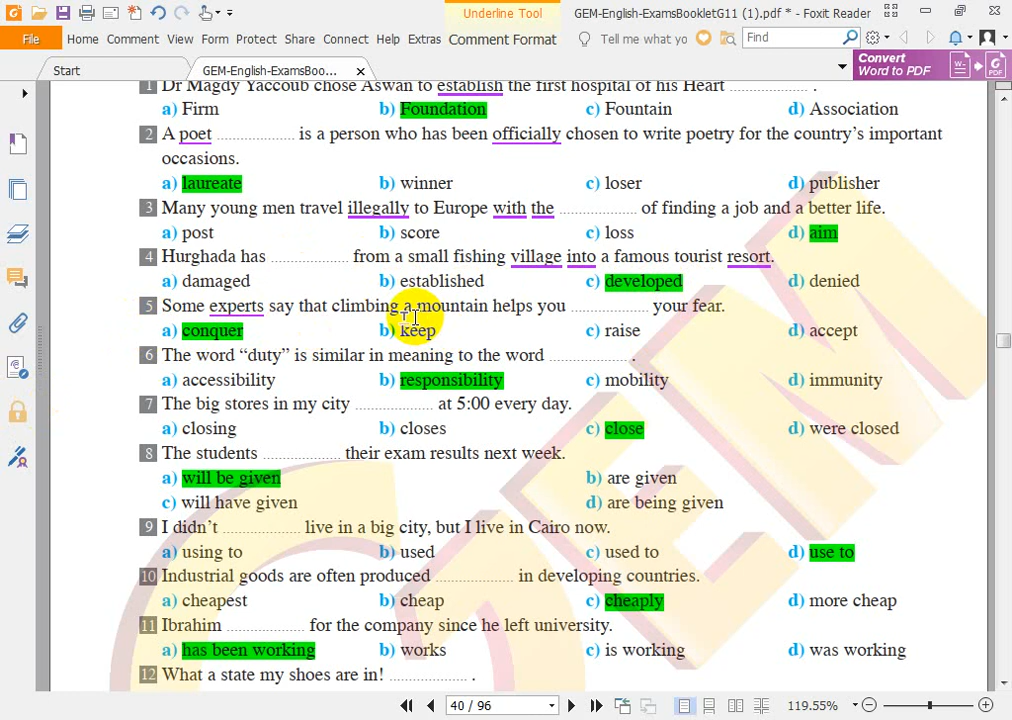 Underline Tool
GEM-English-ExamsBookletG11 (1).pdf * - Foxit Reader
File Home Comment View Form Protect Share Connect Help Extras Comment Format Tell me what yo Find
Start GEM-English-ExamsBoo... Convert Word to PDF
1 Dr Magdy Yaccoub chose Aswan to establish the first hospital of his Heart .................. .
a) Firm b) Foundation c) Fountain d) Association
2 A poet .................. is a person who has been officially chosen to write poetry for the country's important
occasions.
a) laureate b) winner c) loser d) publisher
3 Many young men travel illegally to Europe with the .................. of finding a job and a better life.
a) post b) score c) loss d) aim
4 Hurghada has .................. from a small fishing village into a famous tourist resort.
a) damaged b) established c) developed d) denied
5 Some experts say that climbing a mountain helps you .................. your fear.
a) conquer b) keep c) raise d) accept
6 The word “duty” is similar in meaning to the word .................. .
a) accessibility b) responsibility c) mobility d) immunity
7 The big stores in my city .................. at 5:00 every day.
a) closing b) closes c) close d) were closed
8 The students .................. their exam results next week.
a) will be given b) are given
c) will have given d) are being given
9 I didn't .................. live in a big city, but I live in Cairo now.
a) using to b) used c) used to d) use to
10 Industrial goods are often produced .................. in developing countries.
a) cheapest b) cheap c) cheaply d) more cheap
11 Ibrahim .................. for the company since he left university.
a) has been working b) works c) is working d) was working
12 What a state my shoes are in! .................. .
40 / 96 119.55%
GEM